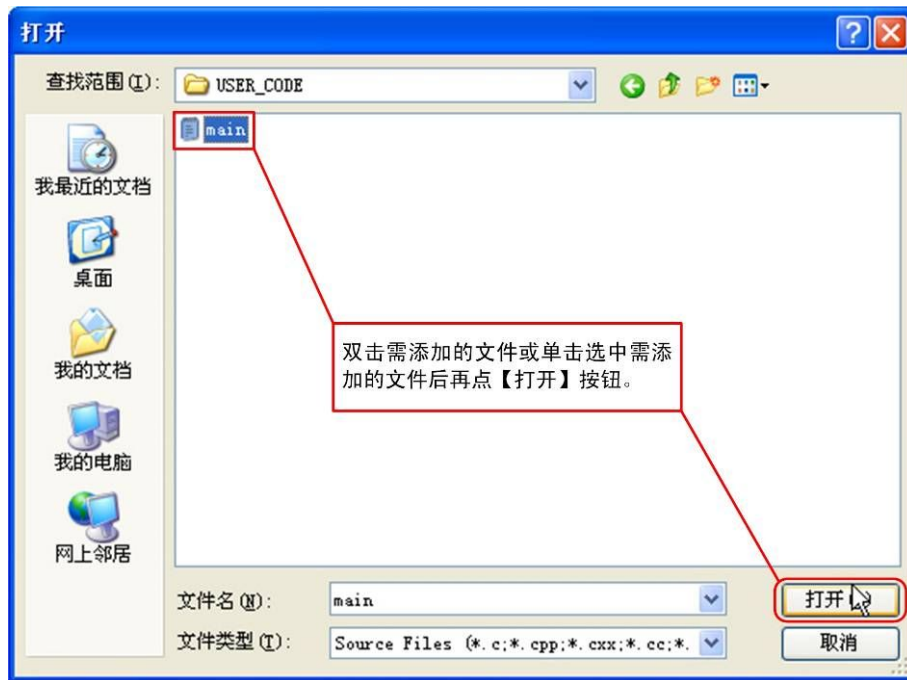 打开
查找范围(I):
USER_CODE
main
我最近的文档
桌面
我的文档
我的电脑
网上邻居
双击需添加的文件或单击选中需添
加的文件后再点【打开】按钮。
文件名(N):
main
打开
文件类型(T):
Source Files (*.c;*.cpp;*.cxx;*.cc;*.
取消